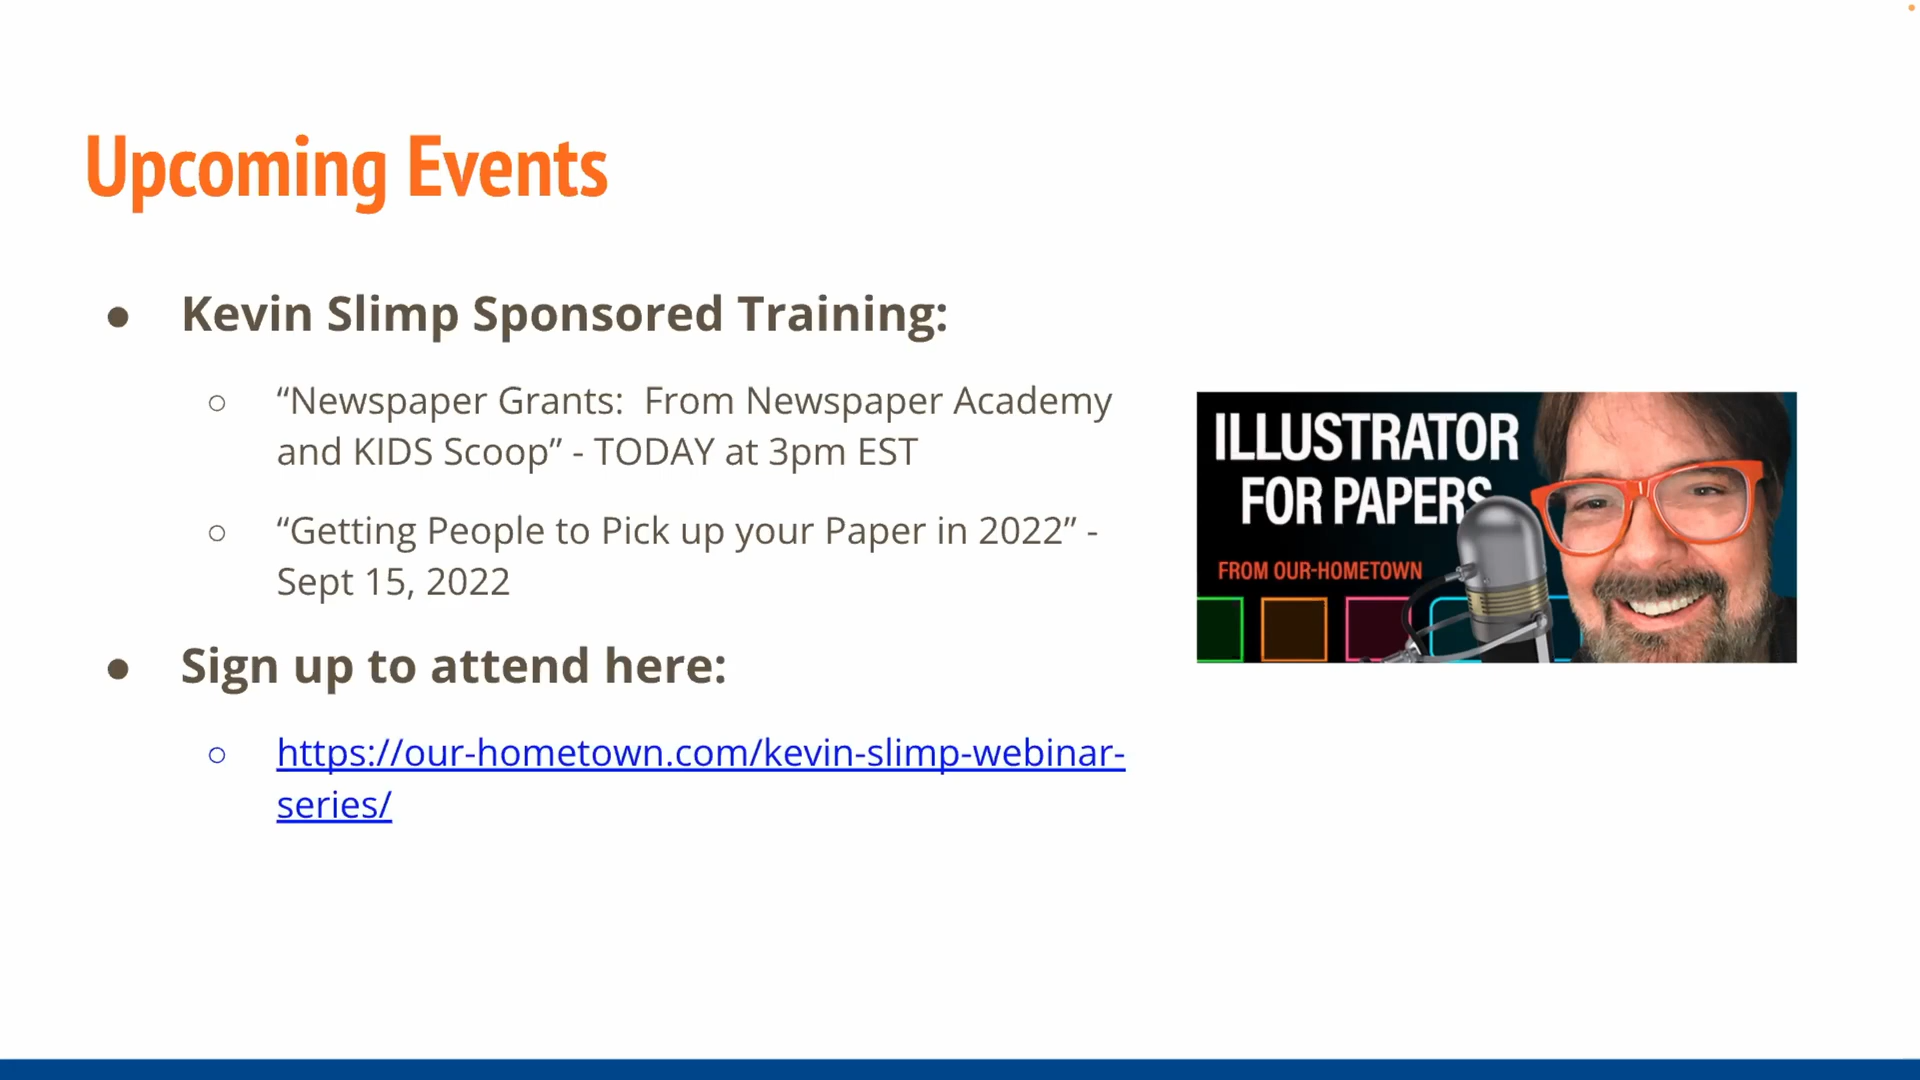 Upcoming Events
● Kevin Slimp Sponsored Training:
○ “Newspaper Grants:  From Newspaper Academy
and KIDS Scoop” - TODAY at 3pm EST
○ “Getting People to Pick up your Paper in 2022” -
Sept 15, 2022
● Sign up to attend here:
○ https://our-hometown.com/kevin-slimp-webinar-
series/
ILLUSTRATOR
FOR PAPERS
FROM OUR-HOMETOWN